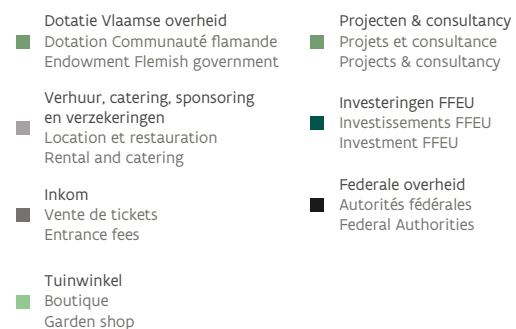 Dotatie Vlaamse overheid
Dotation Communauté flamande
Endowment Flemish government
Verhuur, catering, sponsoring
en verzekeringen
Location et restauration
Rental and catering
Inkom
Vente de tickets
Entrance fees
Tuinwinkel
Boutique
Garden shop
Projecten & consultancy
Projets et consultance
Projects & consultancy
Investeringen FFEU
Investissements FFEU
Investment FFEU
Federale overheid
Autorités fédérales
Federal Authorities